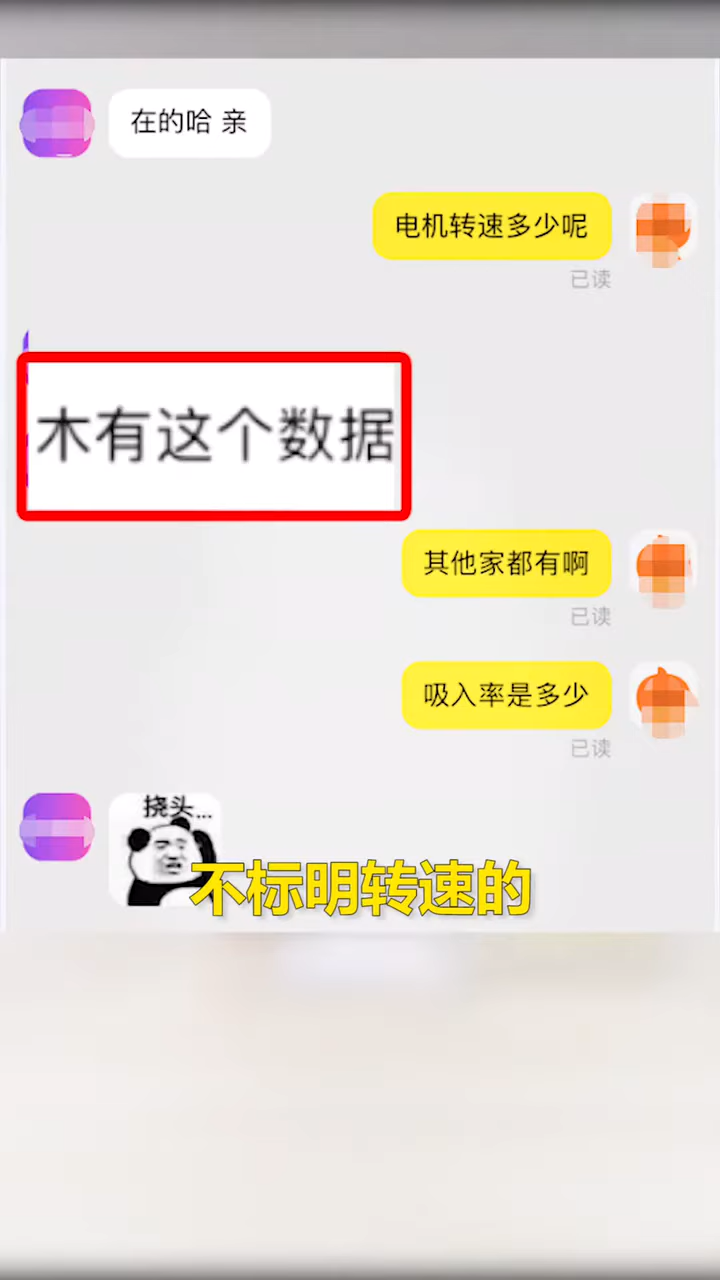 在的哈 亲
电机转速多少呢
已读
木有这个数据
其他家都有啊
已读
吸入率是多少
已读
挠头...
不标明转速的